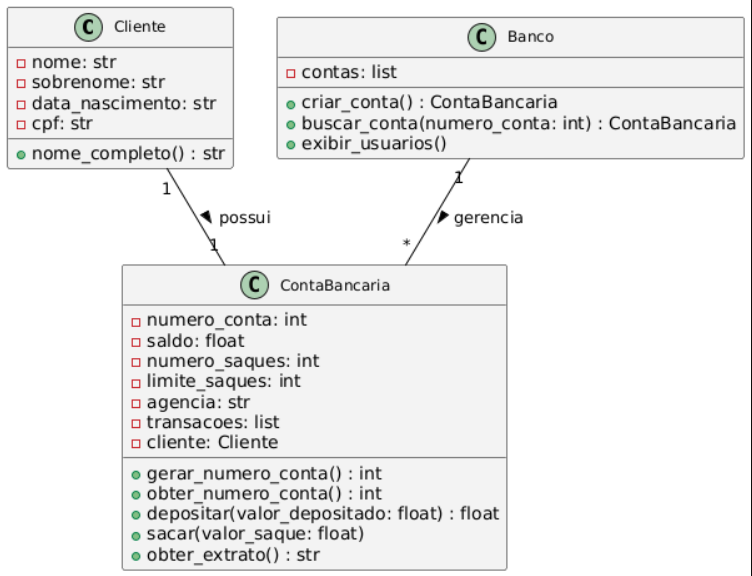 C Cliente
nome: str
sobrenome: str
data_nascimento: str
cpf: str
nome_completo() : str
C Banco
contas: list
criar_conta() : ContaBancaria
buscar_conta(numero_conta: int) : ContaBancaria
exibir_usuarios()
1
possui
1
1
gerencia
*
C ContaBancaria
numero_conta: int
saldo: float
numero_saques: int
limite_saques: int
agencia: str
transacoes: list
cliente: Cliente
gerar_numero_conta() : int
obter_numero_conta() : int
depositar(valor_depositado: float) : float
sacar(valor_saque: float)
obter_extrato() : str